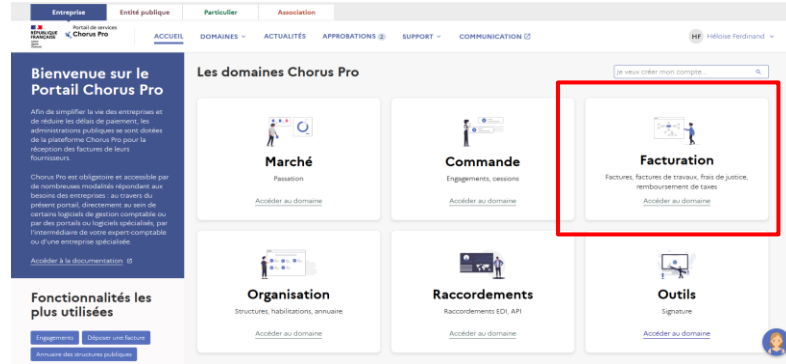 Entreprise
Entité publique
Particulier
Association
RÉPUBLIQUE
FRANÇAISE
Portail de services
Chorus Pro
ACCUEIL
DOMAINES
ACTUALITÉS
APPROBATIONS 2
SUPPORT
COMMUNICATION
HF Héloïse Ferdinand
Bienvenue sur le
Portail Chorus Pro
Afin de simplifier la vie des entreprises et
de réduire les délais de paiement, les
administrations publiques se sont dotées
de la plateforme Chorus Pro pour la
réception des factures de leurs
fournisseurs.
Chorus Pro est obligatoire et accessible par
de nombreuses modalités répondant aux
besoins des entreprises : au travers du
présent portail, directement au sein de
certains logiciels de gestion comptable ou
par des portails ou logiciels spécialisés, par
l'intermédiaire de votre expert-comptable
ou d'une entreprise spécialisée.
Accéder à la documentation
Fonctionnalités les
plus utilisées
Engagements
Déposer une facture
Annuaire des structures publiques
Les domaines Chorus Pro
je veux créer mon compte...
Marché
Passation
Accéder au domaine
Commande
Engagements, cessions
Accéder au domaine
Facturation
Factures, factures de travaux, frais de justice,
remboursement de taxes
Accéder au domaine
Organisation
Structures, habilitations, annuaire
Accéder au domaine
Raccordements
Raccordements EDI, API
Accéder au domaine
Outils
Signature
Accéder au domaine